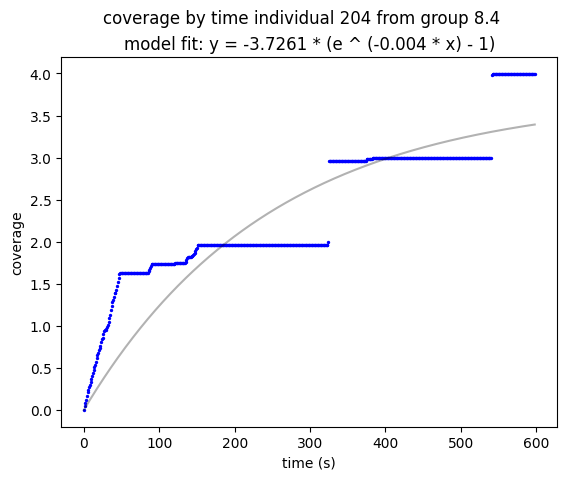 coverage by time individual 204 from group 8.4
model fit: y = -3.7261 * (e ^ (-0.004 * x) - 1)
4.0
3.5
3.0
2.5
2.0
1.5
1.0
0.5
0.0
coverage
0 100 200 300 400 500 600
time (s)